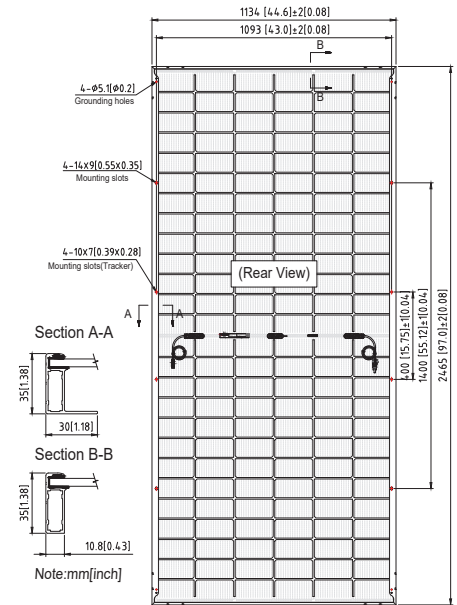 1134 [44.6]±2[0.08]
1093 [43.0]±2[0.08]
B
B
4-Ø5.1[Ø0.2]
Grounding holes
4-14x9[0.55x0.35]
Mounting slots
4-10x7[0.39x0.28]
Mounting slots(Tracker)
(Rear View)
A
A
400 [15.75]±1[0.04]
1400 [55.12]±1[0.04]
2465 [97.0]±2[0.08]
Section A-A
35[1.38]
30[1.18]
Section B-B
35[1.38]
10.8[0.43]
Note:mm[inch]